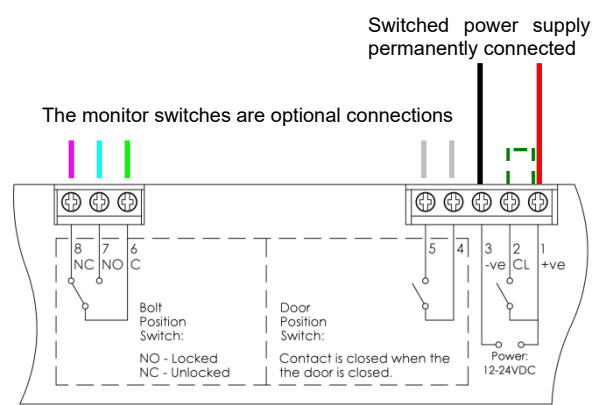 Switched power supply
permanently connected
The monitor switches are optional connections
8 7 6 5 4 3 2 1
NC NO C -ve CL +ve
Bolt
Position
Switch:
NO - Locked
NC - Unlocked
Door
Position
Switch:
Contact is closed when the
the door is closed.
Power:
12-24VDC